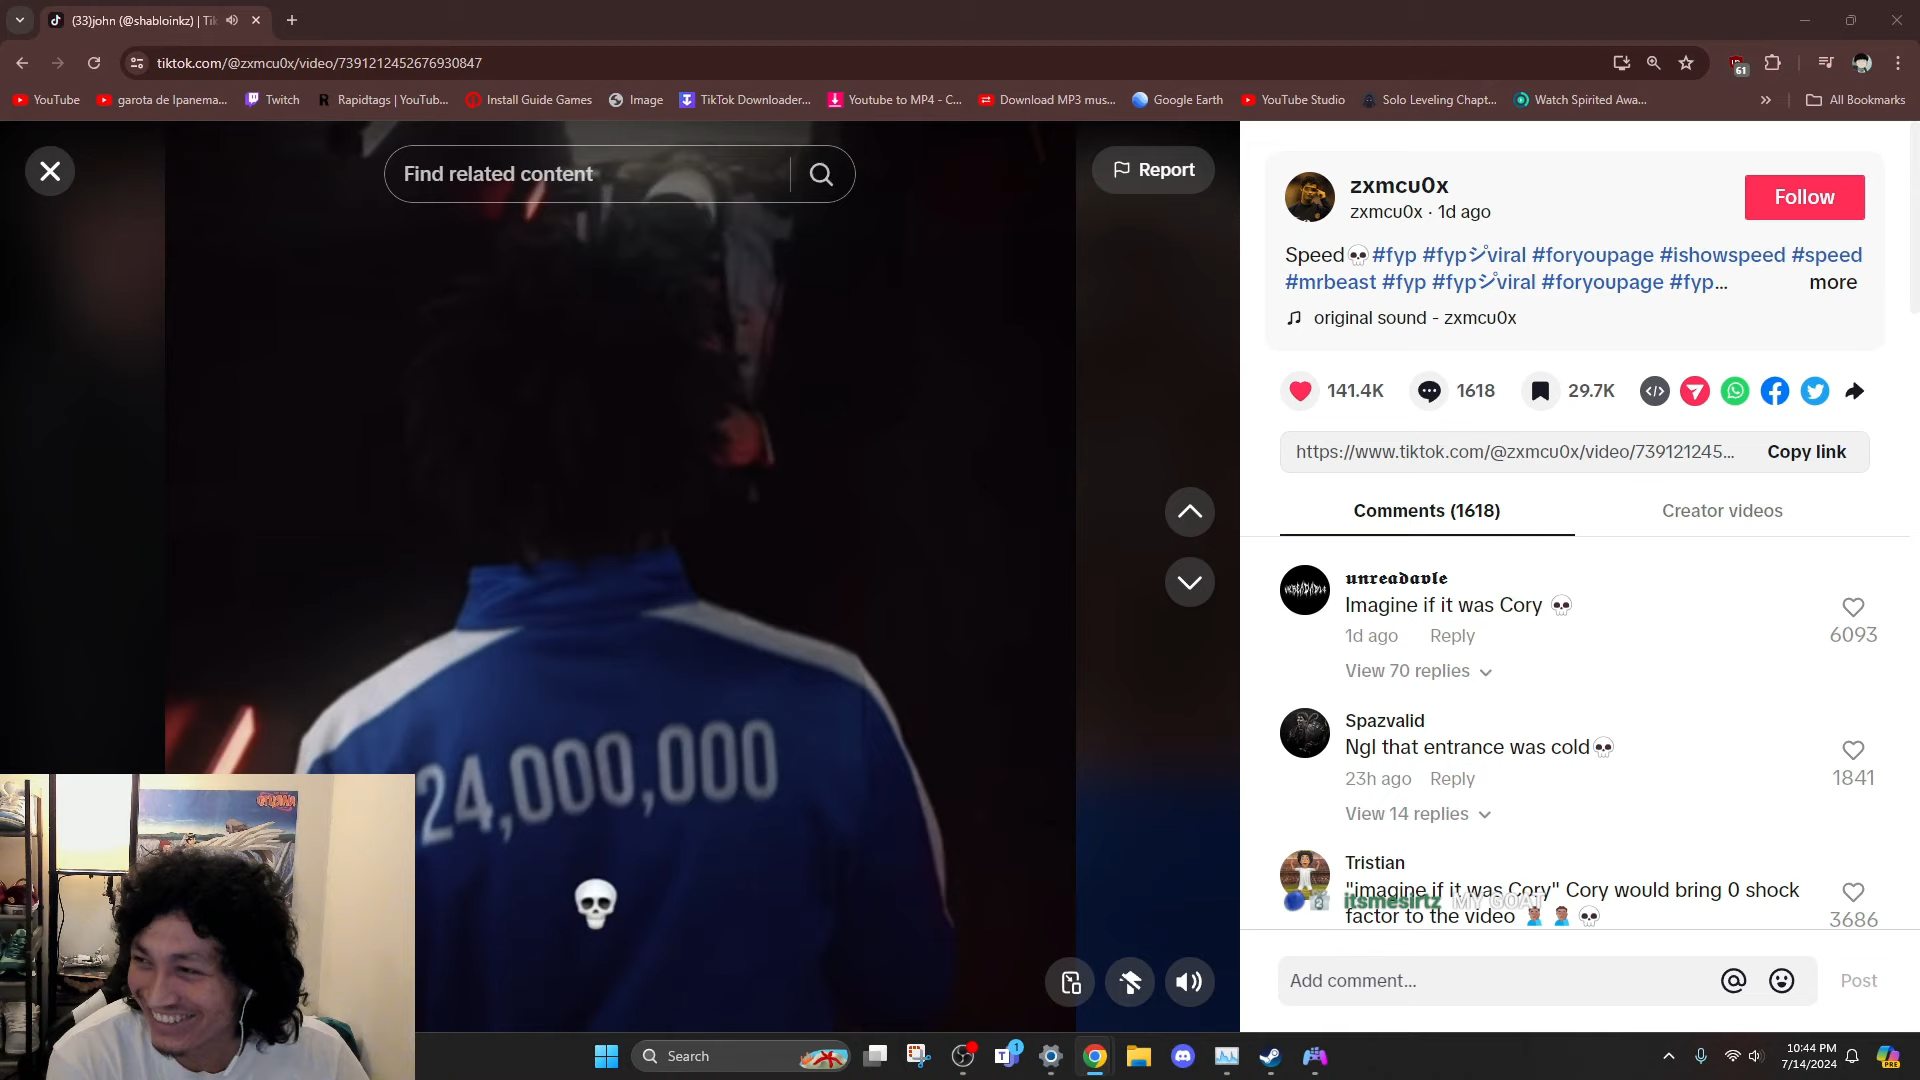 (33)john (@shabloinkz) | Tik
tiktok.com/@zxmcu0x/video/7391212452676930847
61
YouTube
garota de Ipanema...
Twitch
Rapidtags | YouTub...
Install Guide Games
Image
TikTok Downloader...
Youtube to MP4 - C...
Download MP3 mus...
Google Earth
YouTube Studio
Solo Leveling Chapt...
Watch Spirited Awa...
All Bookmarks
Find related content
Report
24,000,000
zxmcu0x
zxmcu0x · 1d ago
Follow
Speed💀#fyp #fypシviral #foryoupage #ishowspeed #speed
#mrbeast #fyp #fypシviral #foryoupage #fyp...
more
original sound - zxmcu0x
141.4K
1618
29.7K
https://www.tiktok.com/@zxmcu0x/video/739121245...
Copy link
Comments (1618)
Creator videos
𝖚𝖓𝖗𝖊𝖆𝖉𝖆𝖛𝖑𝖊
Imagine if it was Cory 💀
1d ago Reply
6093
View 70 replies
Spazvalid
Ngl that entrance was cold💀
23h ago Reply
1841
View 14 replies
Tristian
"imagine if it was Cory" Cory would bring 0 shock
itsmesirtz MY GOAT
factor to the video 🤦🏽‍♂️ 🤦🏽‍♂️ 💀
3686
Add comment...
Post
Search
1
10:44 PM
7/14/2024
PRE